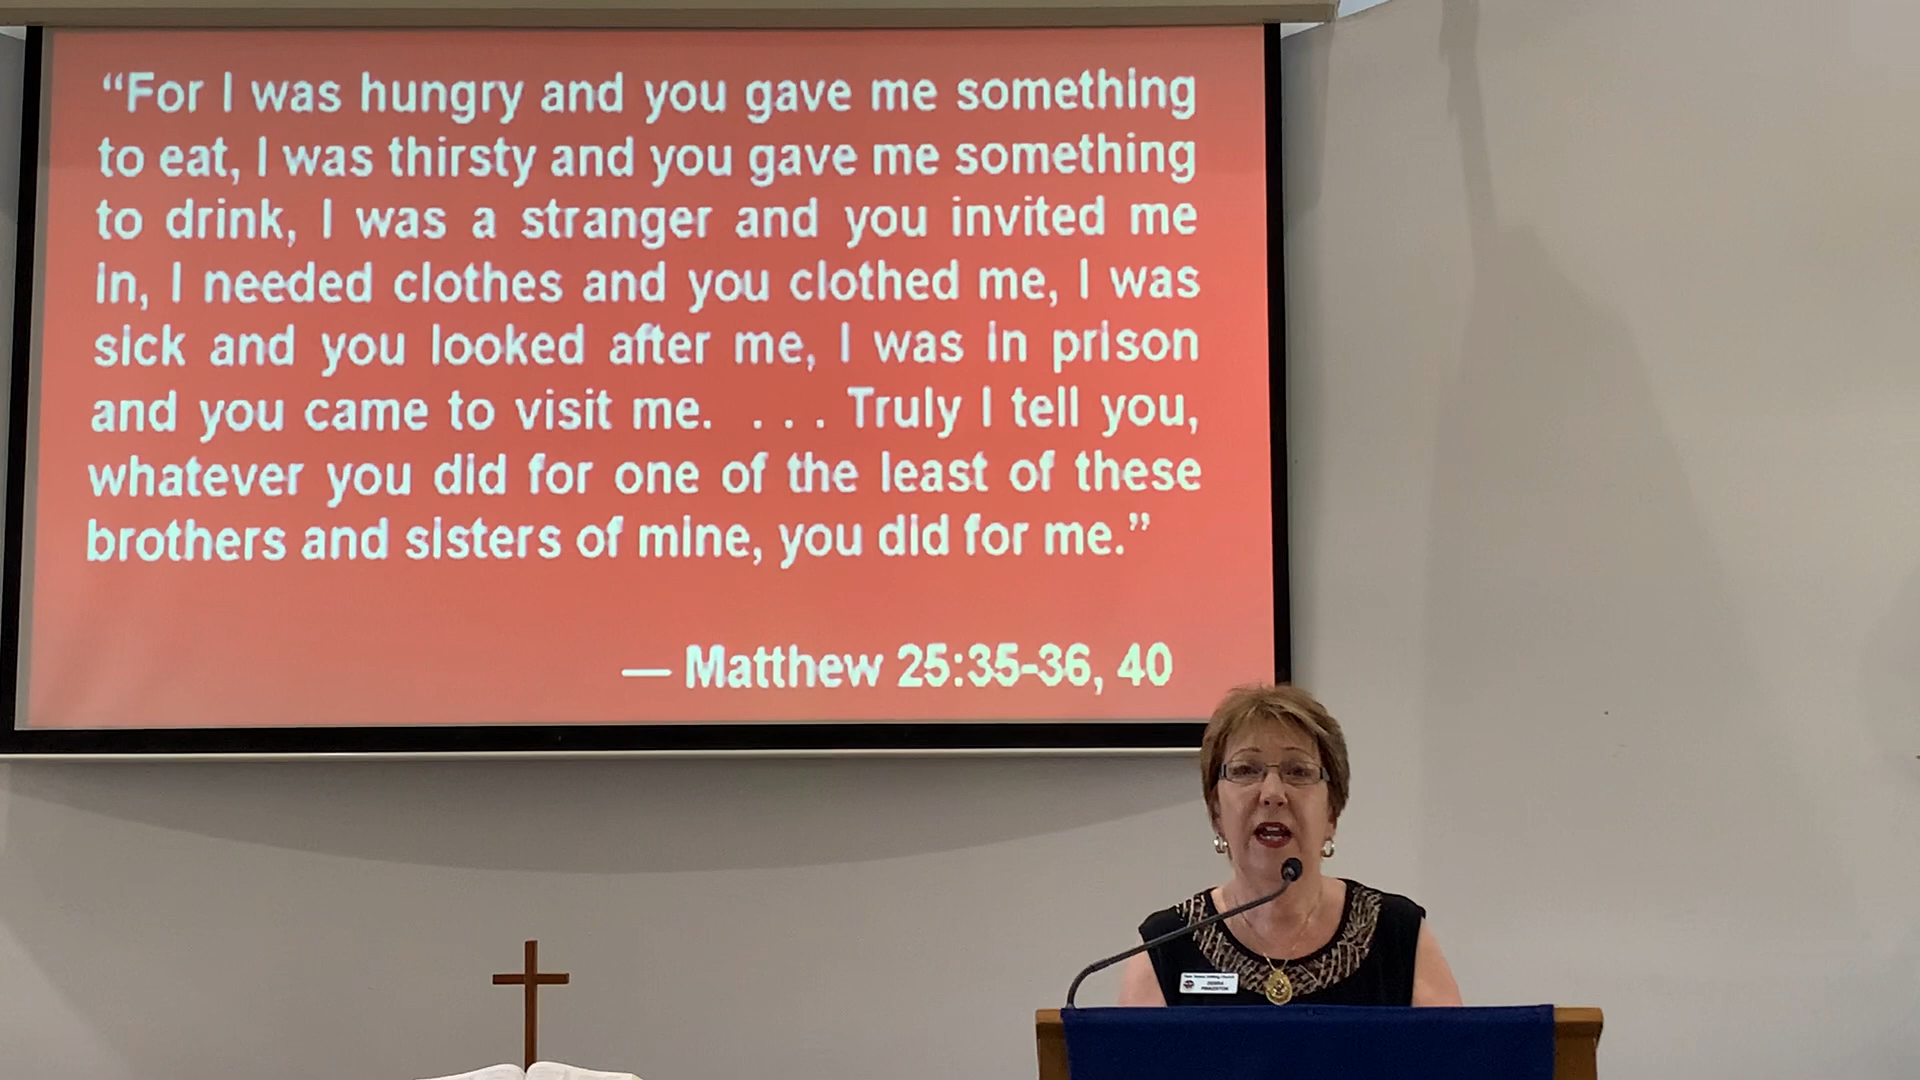 “For I was hungry and you gave me something
to eat, I was thirsty and you gave me something
to drink, I was a stranger and you invited me
in, I needed clothes and you clothed me, I was
sick and you looked after me, I was in prison
and you came to visit me. . . . Truly I tell you,
whatever you did for one of the least of these
brothers and sisters of mine, you did for me.”
— Matthew 25:35-36, 40
Uniting Church
DEBRA